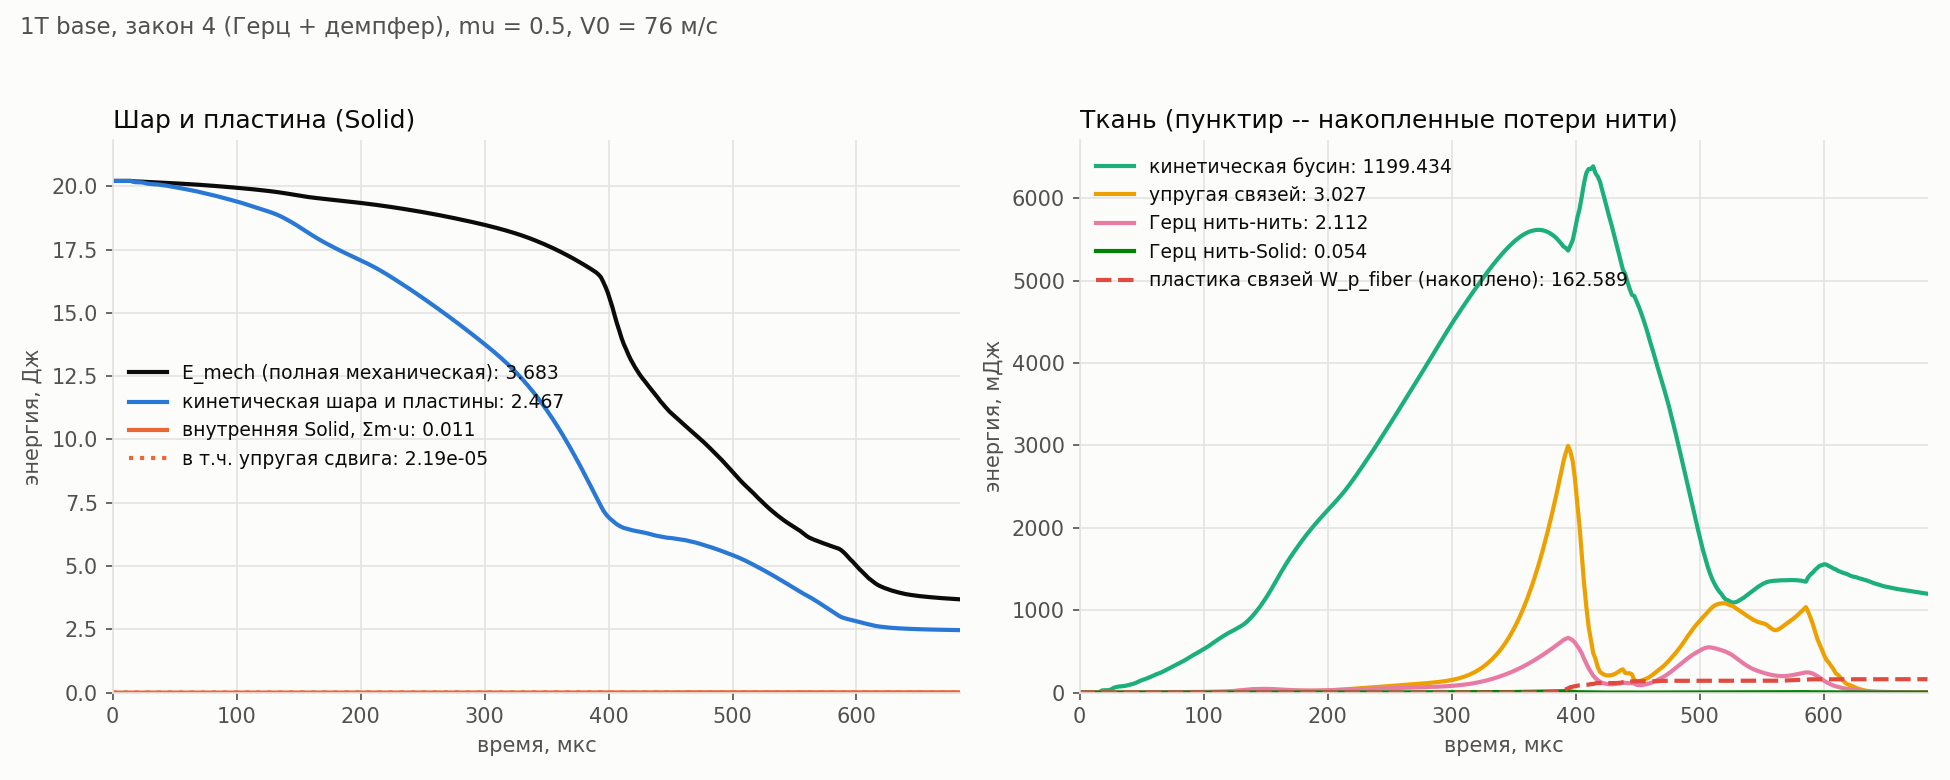 1T base, закон 4 (Герц + демпфер), mu = 0.5, V0 = 76 м/с
Шар и пластина (Solid)
энергия, Дж
20.0
17.5
15.0
12.5
10.0
7.5
5.0
2.5
0.0
E_mech (полная механическая): 3.683
кинетическая шара и пластины: 2.467
внутренняя Solid, Σm·u: 0.011
в т.ч. упругая сдвига: 2.19e-05
0 100 200 300 400 500 600
время, мкс
Ткань (пунктир -- накопленные потери нити)
энергия, мДж
6000
5000
4000
3000
2000
1000
0
кинетическая бусин: 1199.434
упругая связей: 3.027
Герц нить-нить: 2.112
Герц нить-Solid: 0.054
пластика связей W_p_fiber (накоплено): 162.589
0 100 200 300 400 500 600
время, мкс